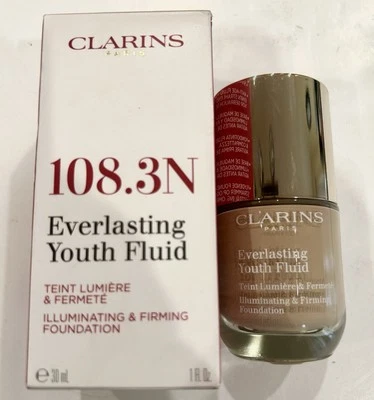 CLARINS
PARIS
108.3N
Everlasting
Youth Fluid
TEINT LUMIÈRE
& FERMETÉ
ILLUMINATING & FIRMING
FOUNDATION
℮ 30 mL
1 Fl. Oz.
CLARINS
PARIS
Everlasting
Youth Fluid
Teint Lumière & Fermeté
Illuminating & Firming
Foundation